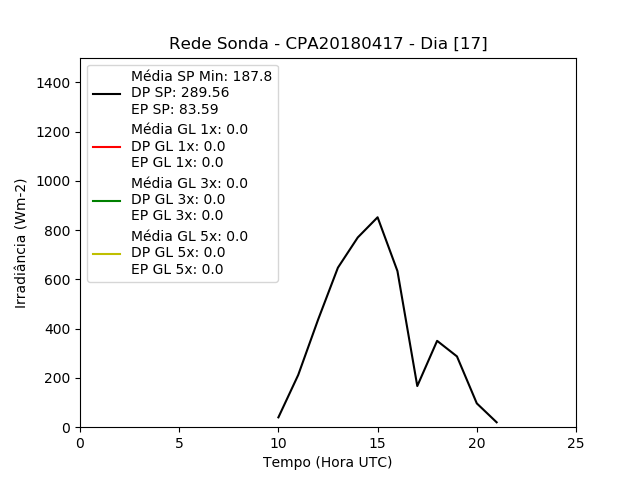 Rede Sonda - CPA20180417 - Dia [17]
Média SP Min: 187.8
DP SP: 289.56
EP SP: 83.59
Média GL 1x: 0.0
DP GL 1x: 0.0
EP GL 1x: 0.0
Média GL 3x: 0.0
DP GL 3x: 0.0
EP GL 3x: 0.0
Média GL 5x: 0.0
DP GL 5x: 0.0
EP GL 5x: 0.0
Irradiância (Wm-2)
1400
1200
1000
800
600
400
200
0
0 5 10 15 20 25
Tempo (Hora UTC)